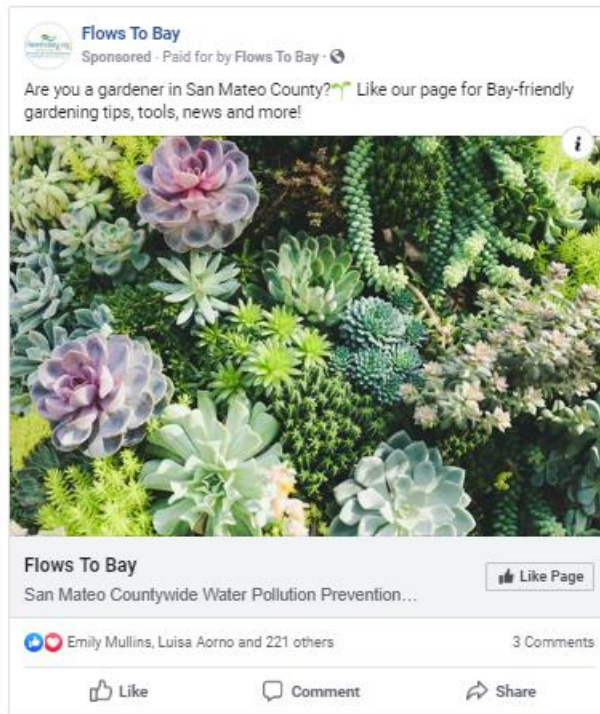 Flows To Bay
Sponsored · Paid for by Flows To Bay ·
Are you a gardener in San Mateo County?🌱 Like our page for Bay-friendly
gardening tips, tools, news and more!
i
Flows To Bay
Like Page
San Mateo Countywide Water Pollution Prevention...
Emily Mullins, Luisa Aorno and 221 others
3 Comments
Like
Comment
Share